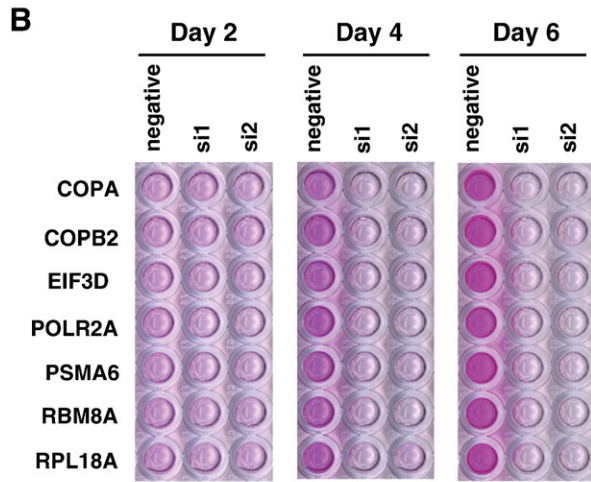 B
Day 2 Day 4 Day 6
negative si1 si2 negative si1 si2 negative si1 si2
COPA
COPB2
EIF3D
POLR2A
PSMA6
RBM8A
RPL18A